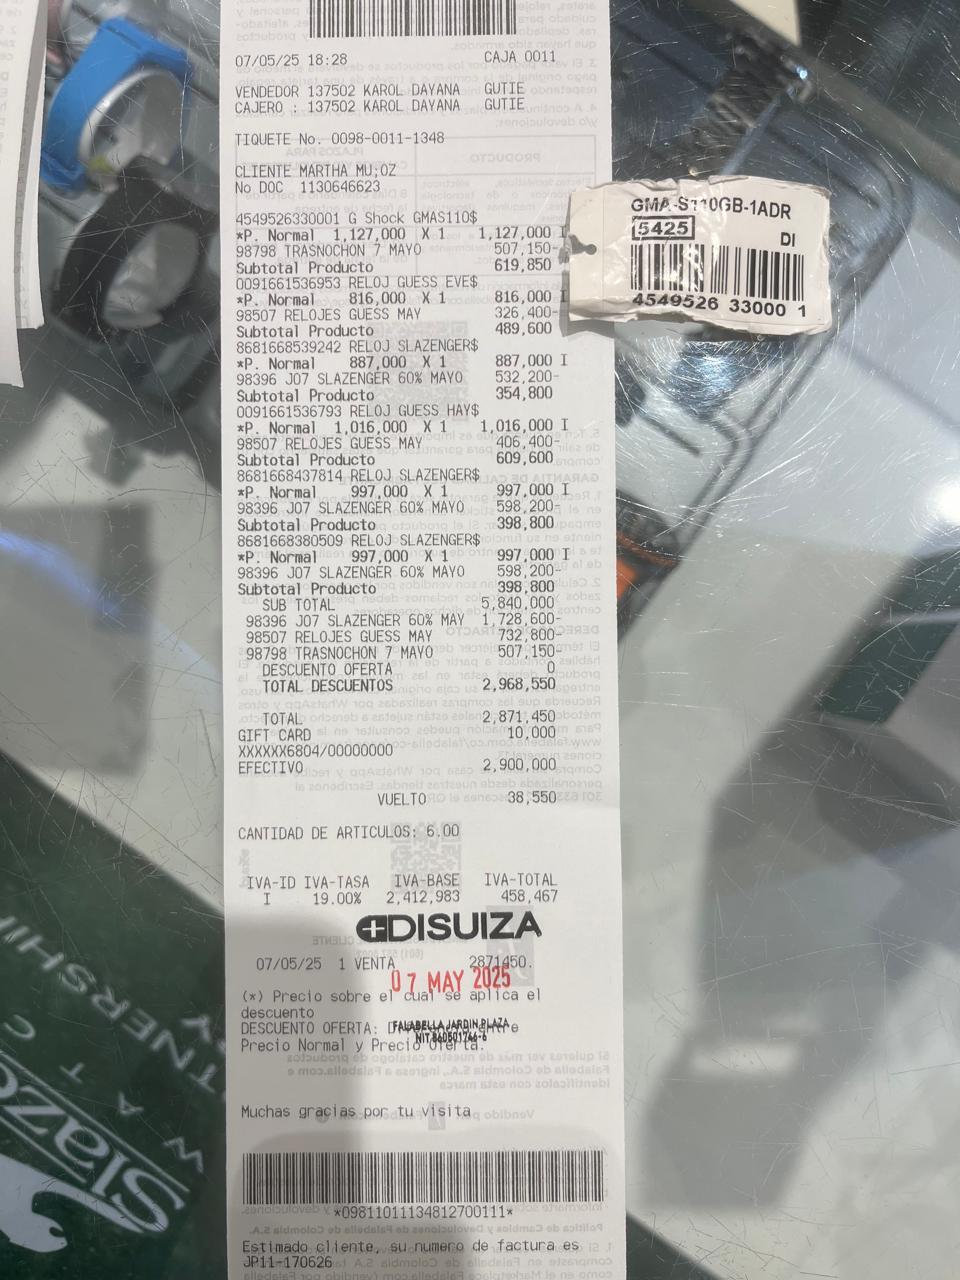 07/05/25 18:28 CAJA 0011
VENDEDOR 137502 KAROL DAYANA GUTIE
CAJERO : 137502 KAROL DAYANA GUTIE
TIQUETE No. 0098-0011-1348
CLIENTE MARTHA MU;OZ
No DOC 1130646623
4549526330001 G Shock GMAS110$
*P. Normal 1,127,000 X 1 1,127,000 I
98798 TRASNOCHON 7 MAYO 507,150-
Subtotal Producto 619,850
0091661536953 RELOJ GUESS EVE$
*P. Normal 816,000 X 1 816,000 I
98507 RELOJES GUESS MAY 326,400-
Subtotal Producto 489,600
8681668539242 RELOJ SLAZENGER$
*P. Normal 887,000 X 1 887,000 I
98396 J07 SLAZENGER 60% MAYO 532,200-
Subtotal Producto 354,800
0091661536793 RELOJ GUESS HAY$
*P. Normal 1,016,000 X 1 1,016,000 I
98507 RELOJES GUESS MAY 406,400-
Subtotal Producto 609,600
8681668437814 RELOJ SLAZENGER$
*P. Normal 997,000 X 1 997,000 I
98396 J07 SLAZENGER 60% MAYO 598,200-
Subtotal Producto 398,800
8681668380509 RELOJ SLAZENGER$
*P. Normal 997,000 X 1 997,000 I
98396 J07 SLAZENGER 60% MAYO 598,200-
Subtotal Producto 398,800
SUB TOTAL 5,840,000
98396 J07 SLAZENGER 60% MAY 1,728,600-
98507 RELOJES GUESS MAY 732,800-
98798 TRASNOCHON 7 MAYO 507,150-
DESCUENTO OFERTA 0
TOTAL DESCUENTOS 2,968,550
TOTAL 2,871,450
GIFT CARD 10,000
XXXXXX6804/00000000
EFECTIVO 2,900,000
VUELTO 38,550
CANTIDAD DE ARTICULOS: 6.00
IVA-ID IVA-TASA IVA-BASE IVA-TOTAL
I 19.00% 2,412,983 458,467
DISUIZA
07/05/25 1 VENTA 2871450.
07 MAY 2025
(*) Precio sobre el cual se aplica el
descuento
DESCUENTO OFERTA:
FALABELLA JARDIN PLAZA
NIT.860501746-6
Precio Normal y Precio Oferta.
Muchas gracias por tu visita
*09811011134812700111*
Estimado cliente, su numero de factura es
JP11-170626
GMA-S110GB-1ADR
5425
DI
4549526 33000 1
Slaze